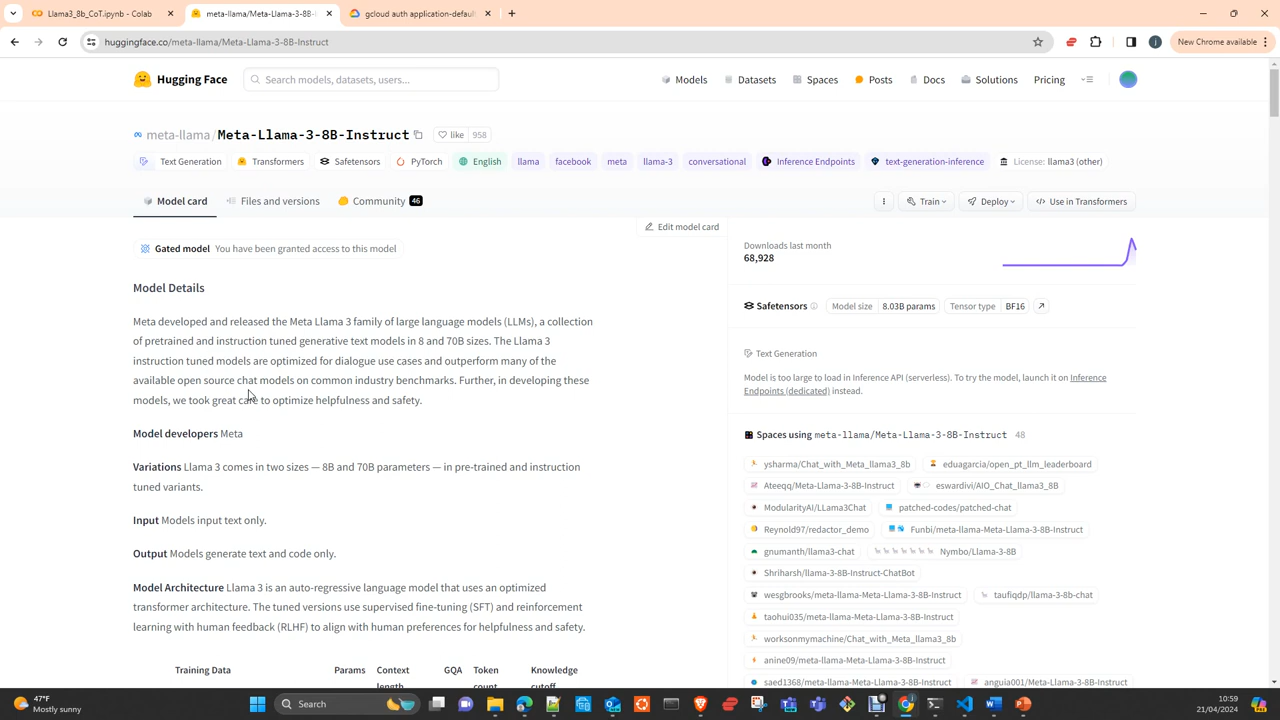 Llama3_8b_CoT.ipynb - Colab
meta-llama/Meta-Llama-3-8B-
gcloud auth application-defaul
huggingface.co/meta-llama/Meta-Llama-3-8B-Instruct
New Chrome available
Hugging Face
Search models, datasets, users...
Models
Datasets
Spaces
Posts
Docs
Solutions
Pricing
meta-llama/Meta-Llama-3-8B-Instruct
like 958
Text Generation
Transformers
Safetensors
PyTorch
English
llama
facebook
meta
llama-3
conversational
Inference Endpoints
text-generation-inference
License: llama3 (other)
Model card
Files and versions
Community 46
Train
Deploy
Use in Transformers
Edit model card
Gated model You have been granted access to this model
Model Details
Meta developed and released the Meta Llama 3 family of large language models (LLMs), a collection
of pretrained and instruction tuned generative text models in 8 and 70B sizes. The Llama 3
instruction tuned models are optimized for dialogue use cases and outperform many of the
available open source chat models on common industry benchmarks. Further, in developing these
models, we took great care to optimize helpfulness and safety.
Model developers Meta
Variations Llama 3 comes in two sizes — 8B and 70B parameters — in pre-trained and instruction
tuned variants.
Input Models input text only.
Output Models generate text and code only.
Model Architecture Llama 3 is an auto-regressive language model that uses an optimized
transformer architecture. The tuned versions use supervised fine-tuning (SFT) and reinforcement
learning with human feedback (RLHF) to align with human preferences for helpfulness and safety.
Training Data
Params
Context
length
GQA
Token
count
Knowledge
cutoff
Downloads last month
68,928
Safetensors
Model size 8.03B params
Tensor type BF16
Text Generation
Model is too large to load in Inference API (serverless). To try the model, launch it on Inference
Endpoints (dedicated) instead.
Spaces using meta-llama/Meta-Llama-3-8B-Instruct 48
ysharma/Chat_with_Meta_llama3_8b
eduagarcia/open_pt_llm_leaderboard
Ateeqq/Meta-Llama-3-8B-Instruct
eswardivi/AIO_Chat_llama3_8B
ModularityAI/LLama3Chat
patched-codes/patched-chat
Reynold97/redactor_demo
Funbi/meta-llama-Meta-Llama-3-8B-Instruct
gnumanth/llama3-chat
Nymbo/Llama-3-8B
Shriharsh/llama-3-8B-Instruct-ChatBot
wesgbrooks/meta-llama-Meta-Llama-3-8B-Instruct
taufiqdp/llama-3-8b-chat
taohui035/meta-llama-Meta-Llama-3-8B-Instruct
worksonmymachine/Chat_with_Meta_llama3_8b
anine09/meta-llama-Meta-Llama-3-8B-Instruct
saed1368/meta-llama-Meta-Llama-3-8B-Instruct
anguia001/Meta-Llama-3-8B-Instruct
47°F
Mostly sunny
Search
10:59
21/04/2024